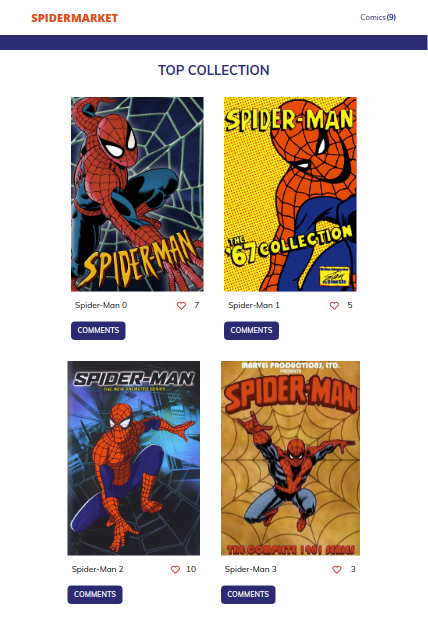 SPIDERMARKET
Comics(9)
TOP COLLECTION
SPIDER-MAN
SPIDER-MAN
THE
'67 COLLECTION
Spider-Man 0
7
Spider-Man 1
5
COMMENTS
COMMENTS
SPIDER-MAN
THE NEW ANIMATED SERIES
MARVEL PRODUCTIONS, LTD.
PRESENTS
SPIDER-MAN
THE COMPLETE 1981 SERIES
Spider-Man 2
10
Spider-Man 3
3
COMMENTS
COMMENTS